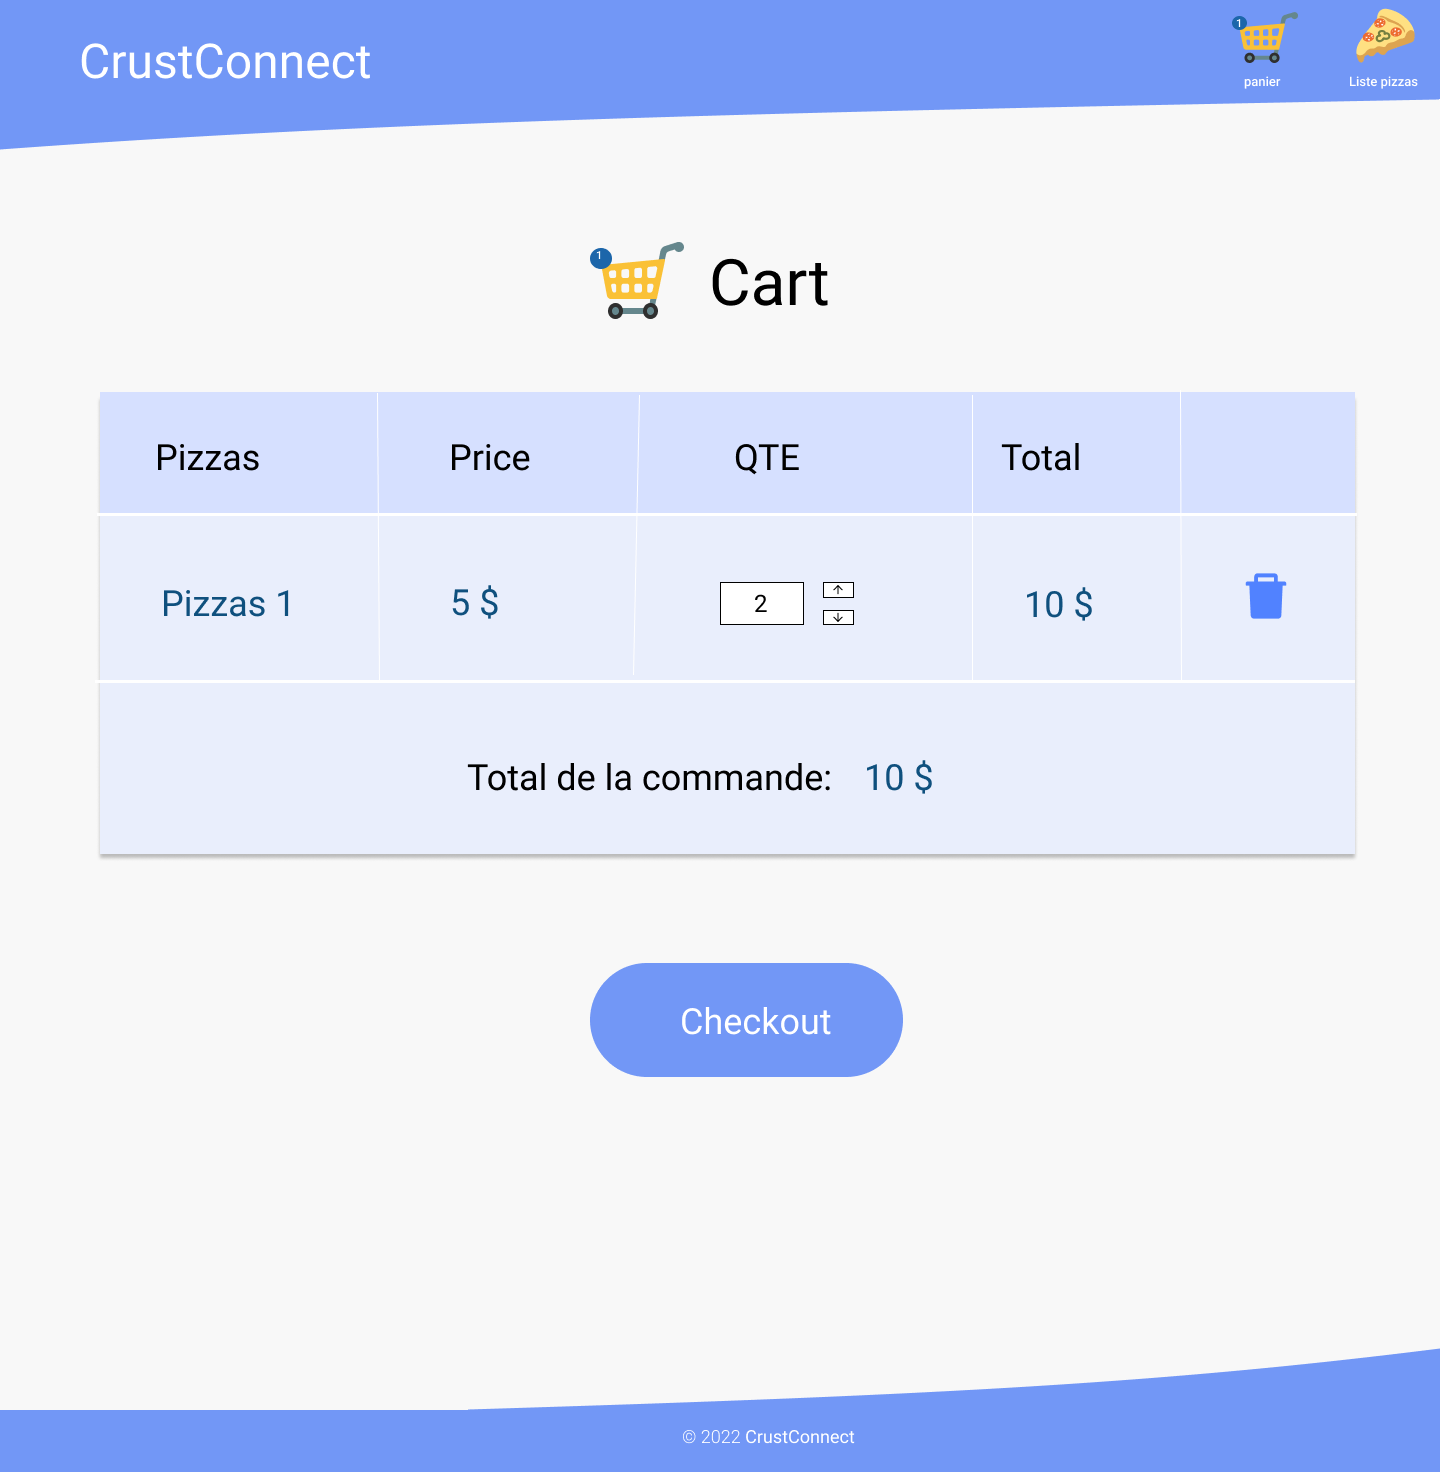 CrustConnect
1
panier
Liste pizzas
1
Cart
Pizzas Price QTE Total
Pizzas 1 5 $ 2 10 $
Total de la commande: 10 $
Checkout
© 2022 CrustConnect